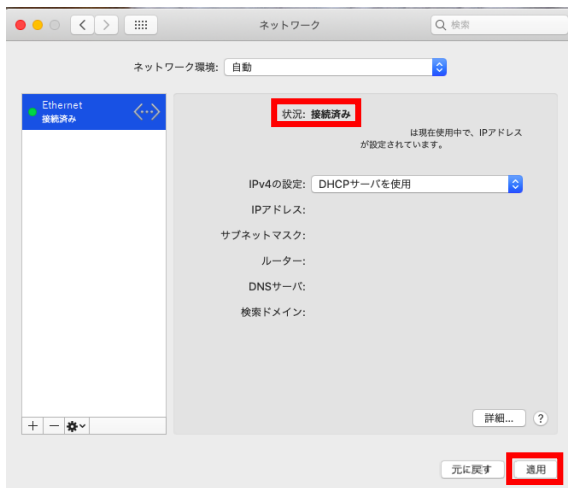 ネットワーク
検索
ネットワーク環境: 自動
Ethernet
接続済み
状況: 接続済み
は現在使用中で、IPアドレス
が設定されています。
IPv4の設定: DHCPサーバを使用
IPアドレス:
サブネットマスク:
ルーター:
DNSサーバ:
検索ドメイン:
詳細... ?
元に戻す 適用